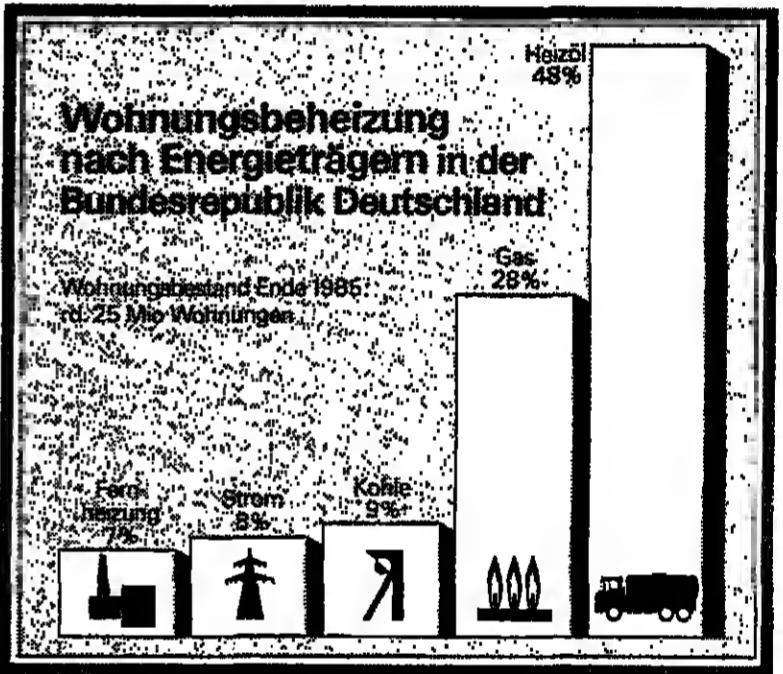 Wohnungsbeheizung
nach Energieträgern in der
Bundesrepublik Deutschland
Wohnungsbestand Ende 1985:
rd. 25 Mio Wohnungen
Fern-
heizung
7%
Strom
8%
Kohle
9%
Gas
28%
Heizöl
48%